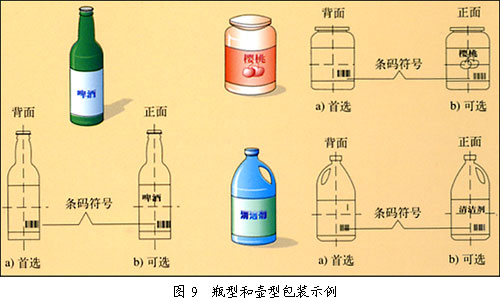 背面
正面
樱桃
条码符号
樱桃
a) 首选
b) 可选
啤酒
背面
正面
啤酒
条码符号
a) 首选
b) 可选
背面
正面
清洁剂
条码符号
清洁剂
a) 首选
b) 可选
图 9 瓶型和壶型包装示例